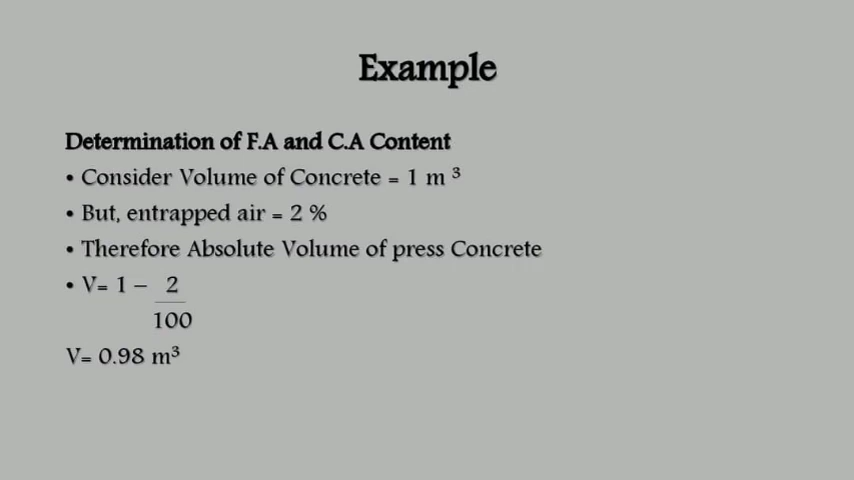 Example
Determination of F.A and C.A Content
• Consider Volume of Concrete = 1 m ³
• But, entrapped air = 2 %
• Therefore Absolute Volume of press Concrete
• V= 1 – 2
100
V= 0.98 m³